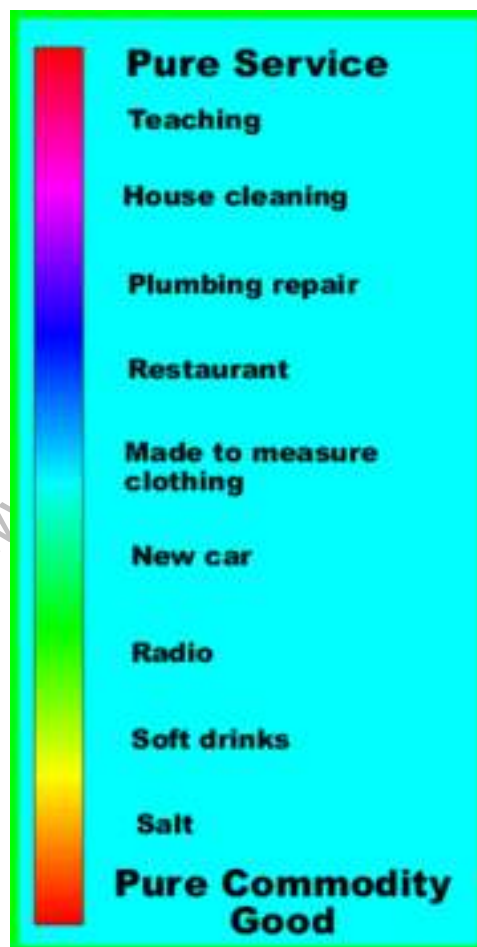 Pure Service
Teaching
House cleaning
Plumbing repair
Restaurant
Made to measure
clothing
New car
Radio
Soft drinks
Salt
Pure Commodity
Good